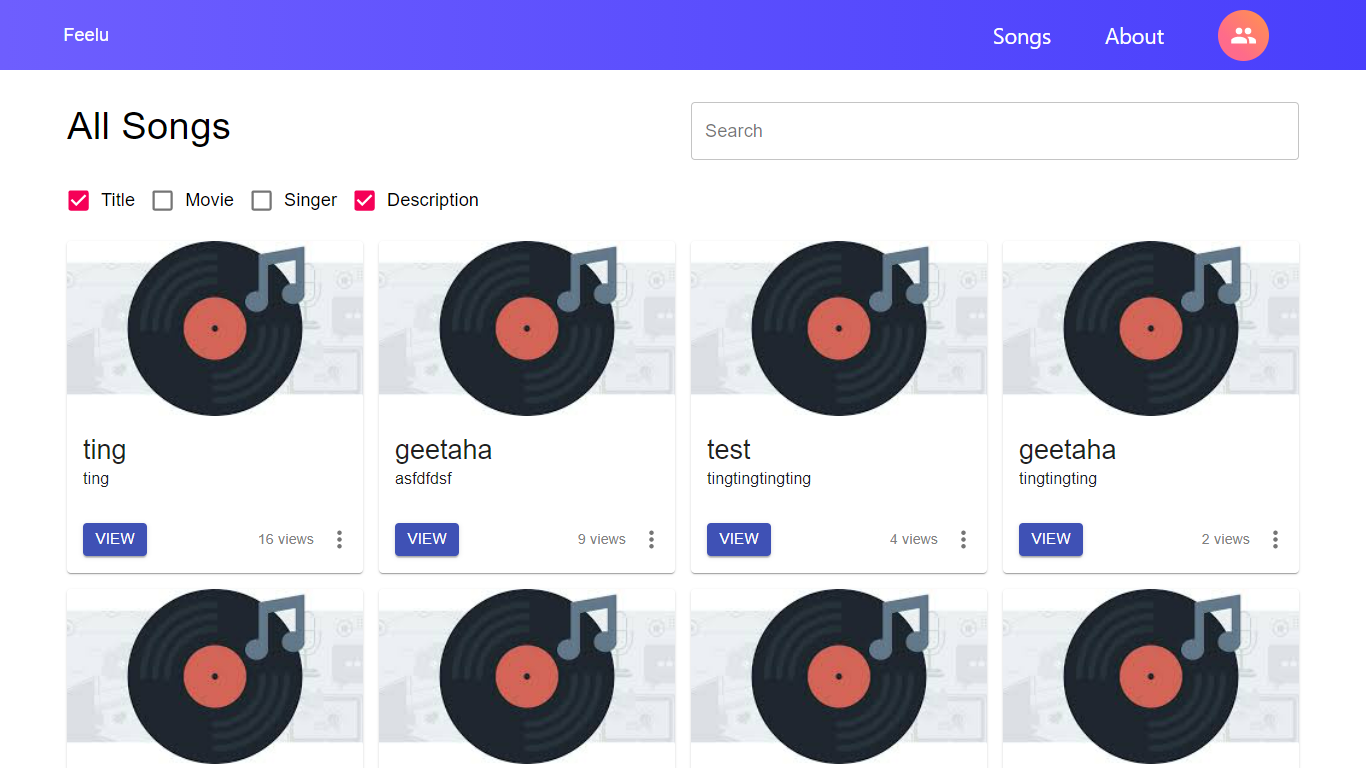 Feelu Songs About
All Songs
Search
Title Movie Singer Description
ting geetaha test geetaha
ting asfdfdsf tingtingtingting tingtingting
VIEW 16 views VIEW 9 views VIEW 4 views VIEW 2 views